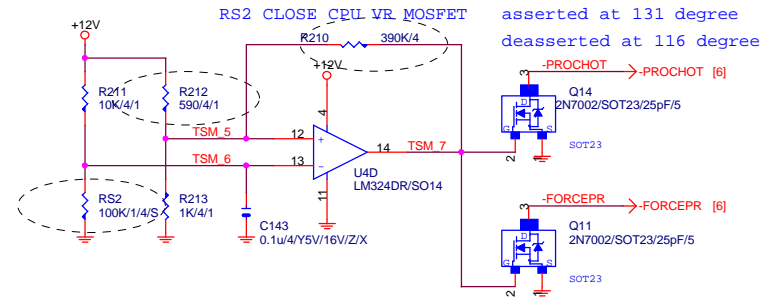 RS2 CLOSE CPU VR MOSFET
asserted at 131 degree
deasserted at 116 degree
+12V
R210
390K/4
+12V
R211
10K/4/1
R212
590/4/1
-PROCHOT
-PROCHOT [6]
3
Q14
2N7002/SOT23/25pF/5
D
G
S
SOT23
2
1
4
TSM_5
12
+
14
TSM_7
TSM_6
13
-
U4D
LM324DR/SO14
11
RS2
100K/1/4/S
R213
1K/4/1
C143
0.1u/4/Y5V/16V/Z/X
-FORCEPR
-FORCEPR [6]
3
Q11
2N7002/SOT23/25pF/5
D
G
S
SOT23
2
1